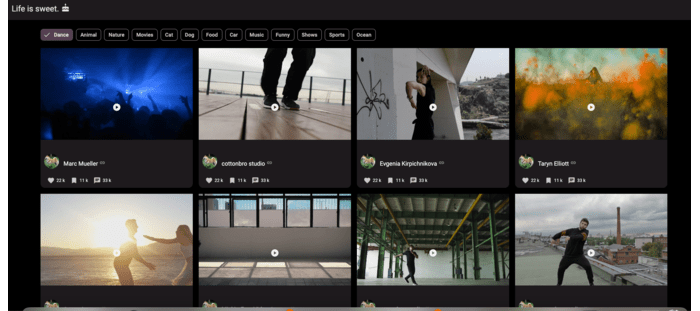 Life is sweet.
Dance Animal Nature Movies Cat Dog Food Car Music Funny Shows Sports Ocean
Marc Mueller cottonbro studio Evgenia Kirpichnikova Taryn Elliott
22 k 11 k 33 k 22 k 11 k 33 k 22 k 11 k 33 k 22 k 11 k 33 k